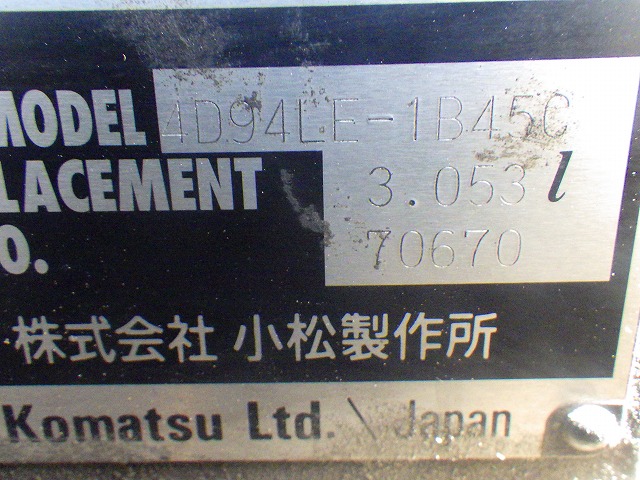 MODEL 4D94LE-1B45C
LACEMENT 3.053 l
O. 70670
株式会社 小松製作所
Komatsu Ltd. \ Japan